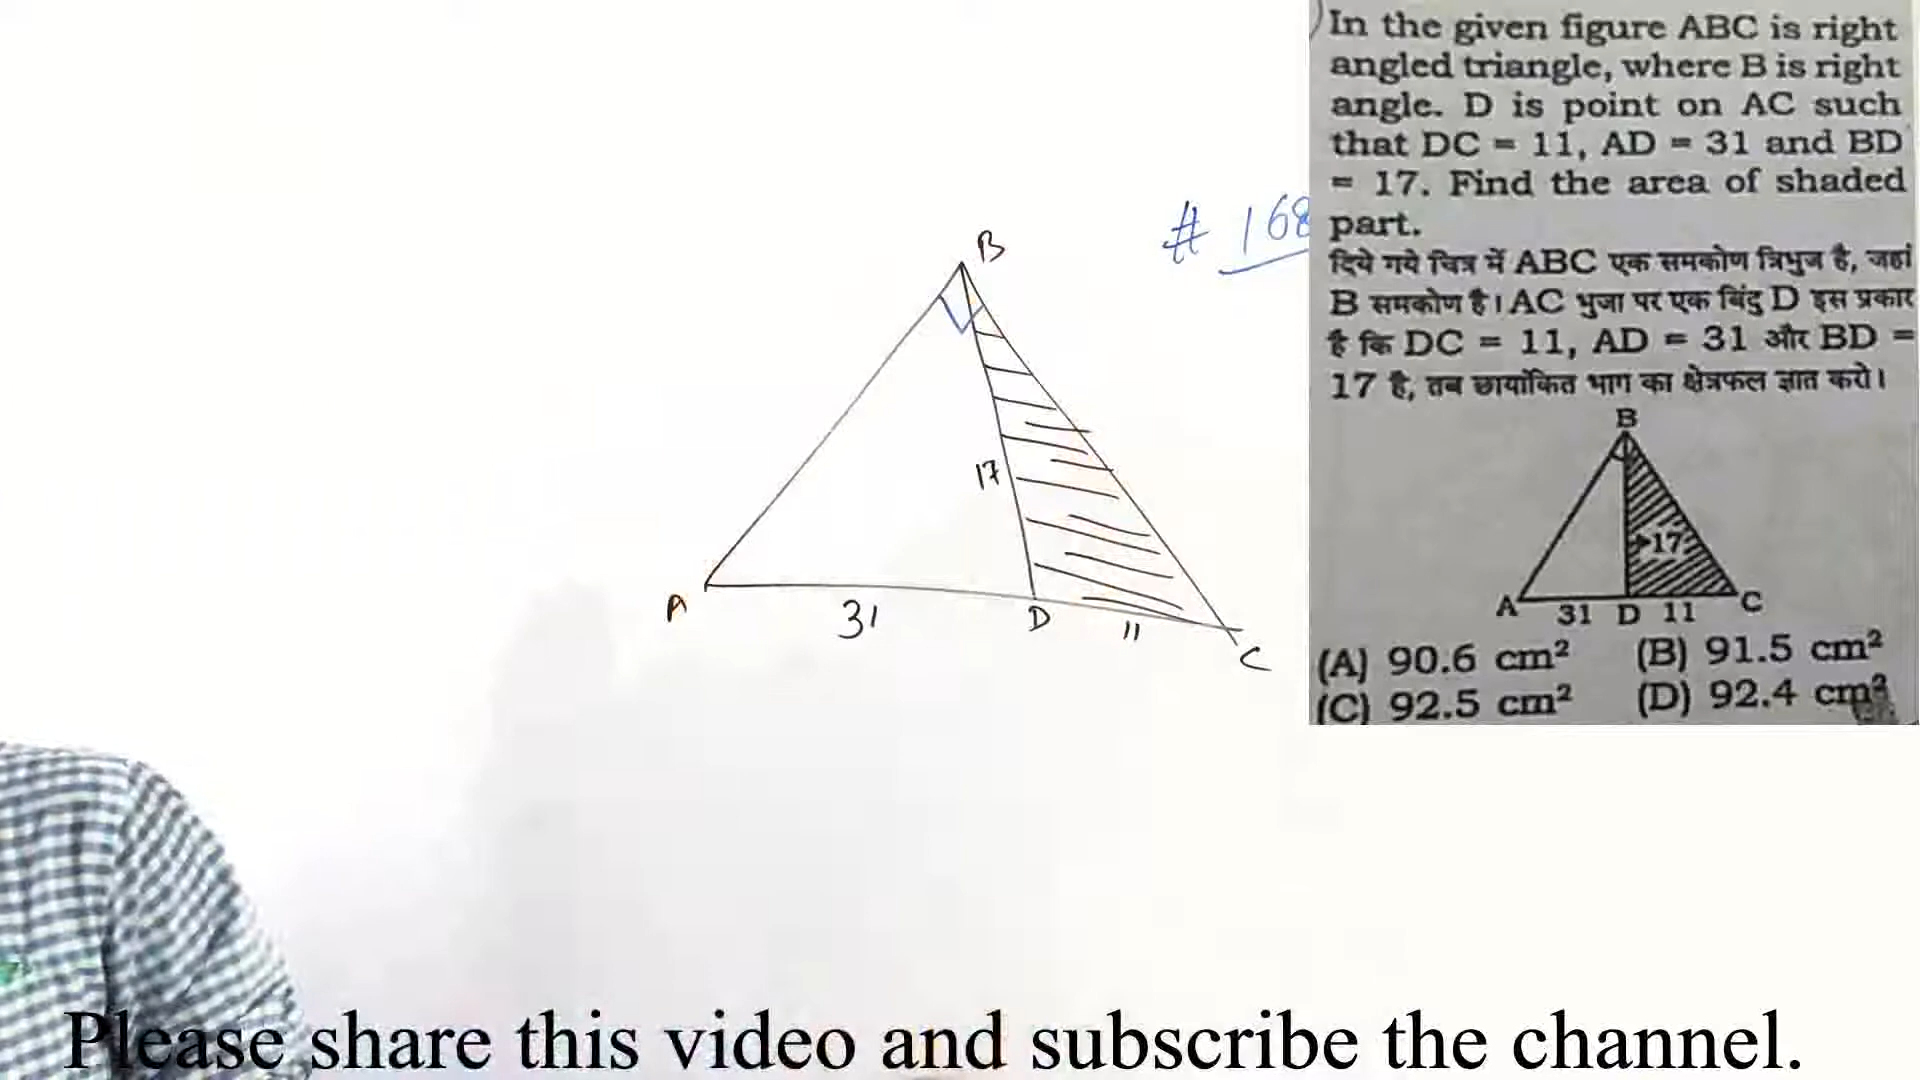 In the given figure ABC is right
angled triangle, where B is right
angle. D is point on AC such
that DC = 11, AD = 31 and BD
= 17. Find the area of shaded
part.
दिये गये चित्र में ABC एक समकोण त्रिभुज है, जहां
B समकोण है। AC भुजा पर एक बिंदु D इस प्रकार
है कि DC = 11, AD = 31 और BD =
17 है, तब छायांकित भाग का क्षेत्रफल ज्ञात करो।
B
17
A 31 D 11 C
(A) 90.6 cm² (B) 91.5 cm²
(C) 92.5 cm² (D) 92.4 cm²
# 168
B
17
A 31 D 11 C
Please share this video and subscribe the channel.